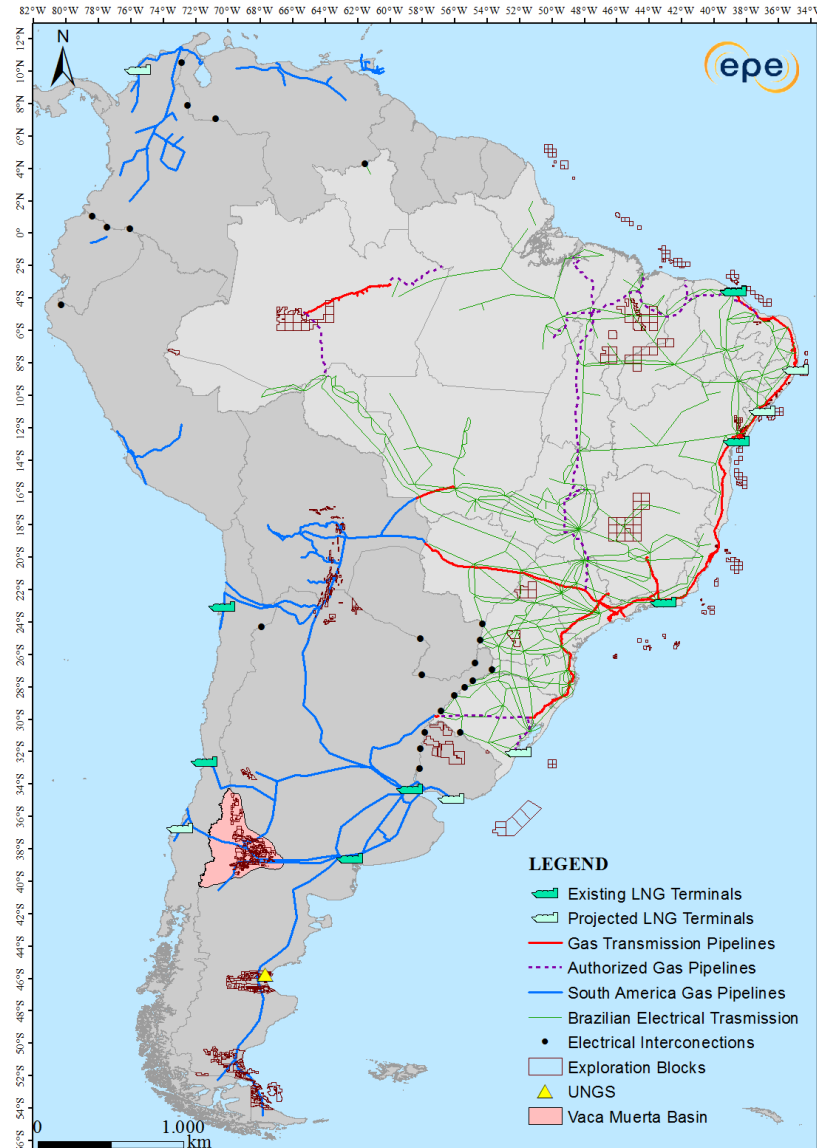 82°W 80°W 78°W 76°W 74°W 72°W 70°W 68°W 66°W 64°W 62°W 60°W 58°W 56°W 54°W 52°W 50°W 48°W 46°W 44°W 42°W 40°W 38°W 36°W 34°W
12°N
10°N
8°N
6°N
4°N
2°N
0°
2°S
4°S
6°S
8°S
10°S
12°S
14°S
16°S
18°S
20°S
22°S
24°S
26°S
28°S
30°S
32°S
34°S
36°S
38°S
40°S
42°S
44°S
46°S
48°S
50°S
52°S
54°S
56°S
N
epe
LEGEND
Existing LNG Terminals
Projected LNG Terminals
Gas Transmission Pipelines
Authorized Gas Pipelines
South America Gas Pipelines
Brazilian Electrical Trasmission
Electrical Interconections
Exploration Blocks
UNGS
Vaca Muerta Basin
0 1.000
km